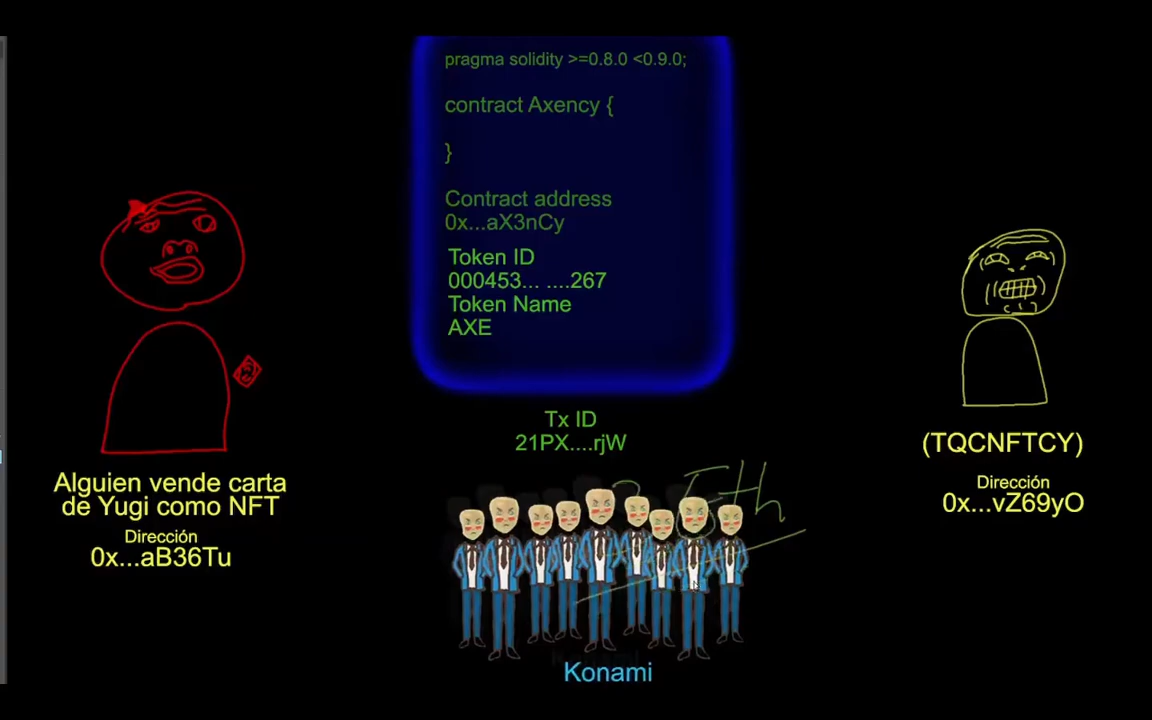 pragma solidity >=0.8.0 <0.9.0;
contract Axency {
}
Contract address
0x...aX3nCy
Token ID
000453... ....267
Token Name
AXE
Tx ID
21PX....rjW
Alguien vende carta
de Yugi como NFT
Dirección
0x...aB36Tu
(TQCNFTCY)
Dirección
0x...vZ69yO
Eth
Konami